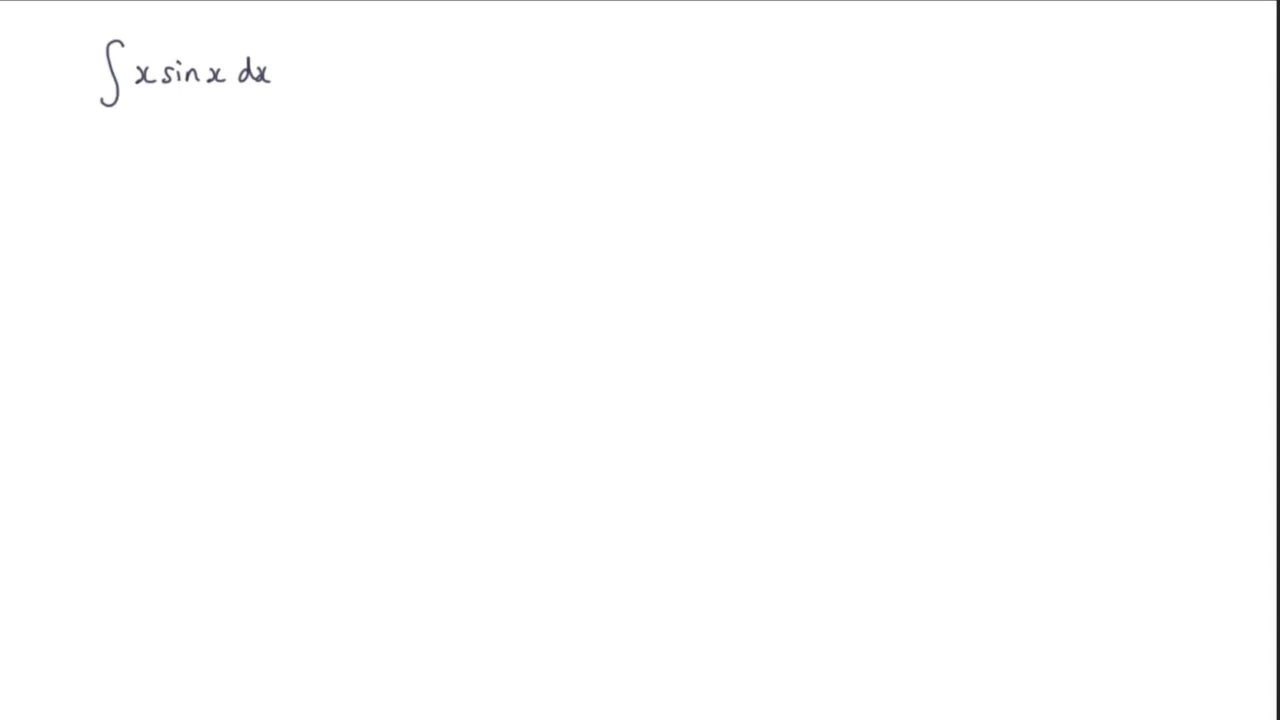 ∫ x sin x dx